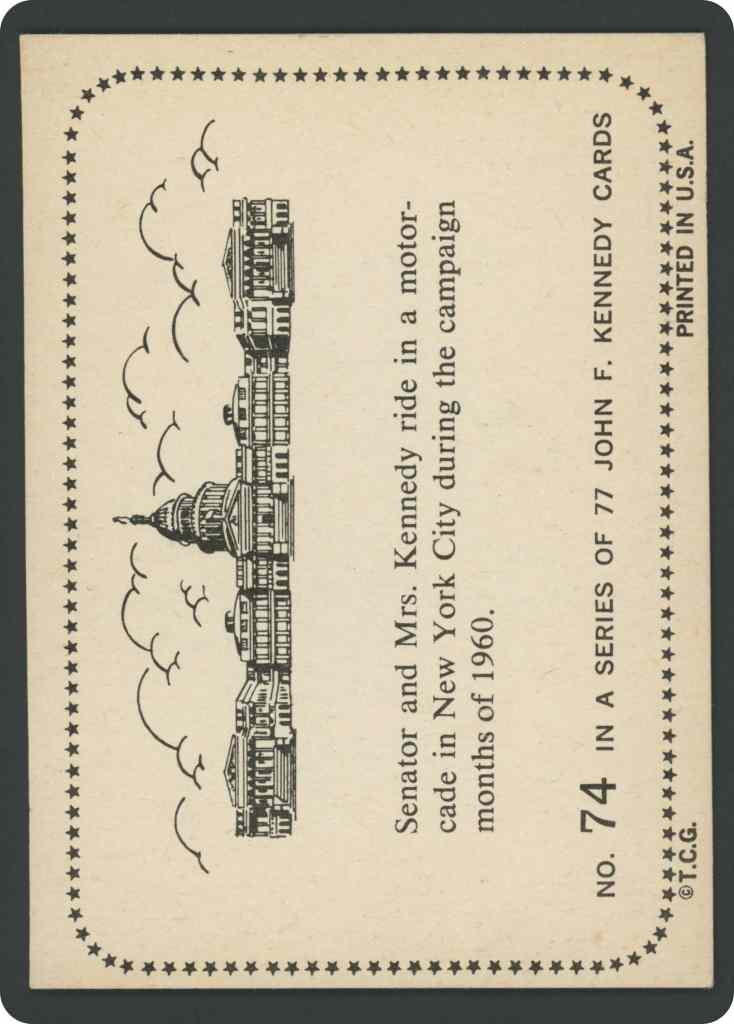 Senator and Mrs. Kennedy ride in a motor-
cade in New York City during the campaign
months of 1960.
NO. 74 IN A SERIES OF 77 JOHN F. KENNEDY CARDS
©T.C.G. PRINTED IN U.S.A.